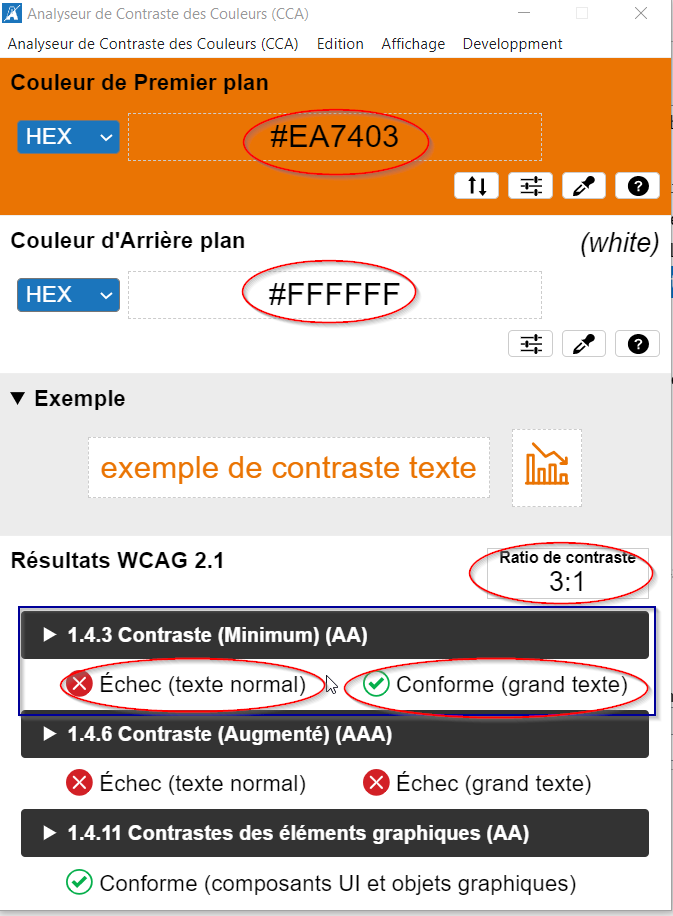 Analyseur de Contraste des Couleurs (CCA)
Analyseur de Contraste des Couleurs (CCA) Edition Affichage Developpment
Couleur de Premier plan
HEX #EA7403
Couleur d'Arrière plan (white)
HEX #FFFFFF
▼ Exemple
exemple de contraste texte
Résultats WCAG 2.1 Ratio de contraste
3:1
▶ 1.4.3 Contraste (Minimum) (AA)
Échec (texte normal) Conforme (grand texte)
▶ 1.4.6 Contraste (Augmenté) (AAA)
Échec (texte normal) Échec (grand texte)
▶ 1.4.11 Contrastes des éléments graphiques (AA)
Conforme (composants UI et objets graphiques)